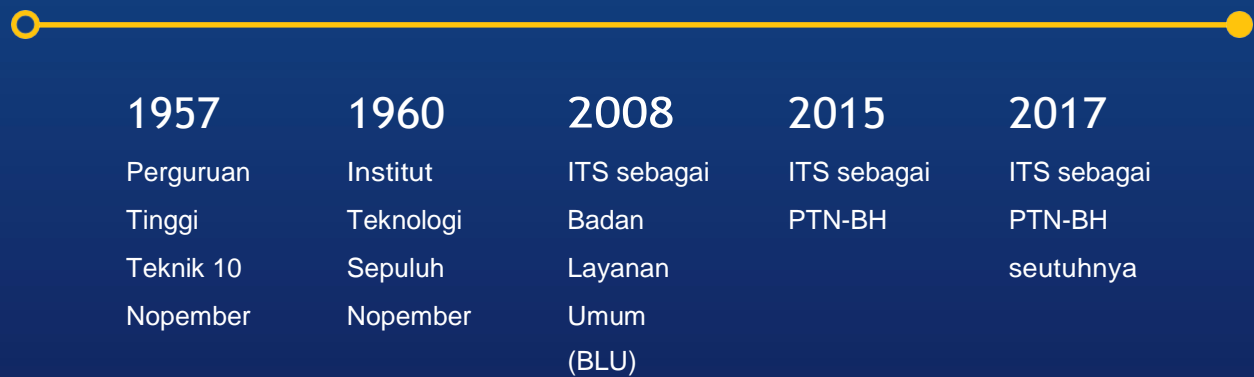 1957
Perguruan
Tinggi
Teknik 10
Nopember
1960
Institut
Teknologi
Sepuluh
Nopember
2008
ITS sebagai
Badan
Layanan
Umum
(BLU)
2015
ITS sebagai
PTN-BH
2017
ITS sebagai
PTN-BH
seutuhnya